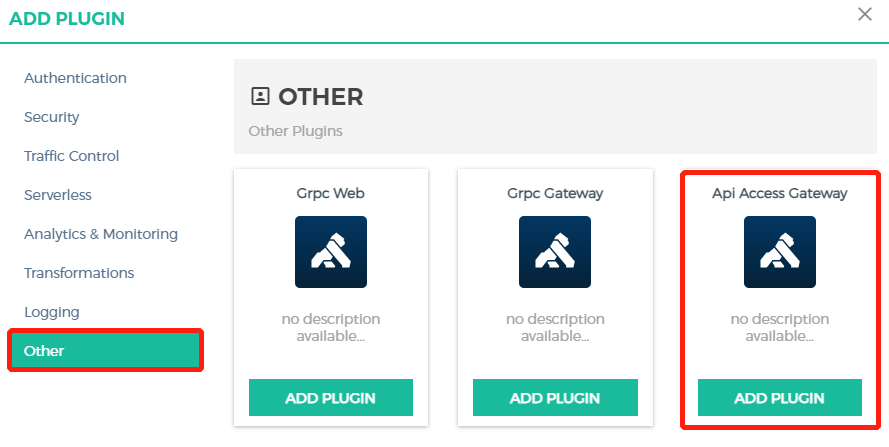 ADD PLUGIN
Authentication
Security
Traffic Control
Serverless
Analytics & Monitoring
Transformations
Logging
Other
OTHER
Other Plugins
Grpc Web
no description
available...
ADD PLUGIN
Grpc Gateway
no description
available...
ADD PLUGIN
Api Access Gateway
no description
available...
ADD PLUGIN